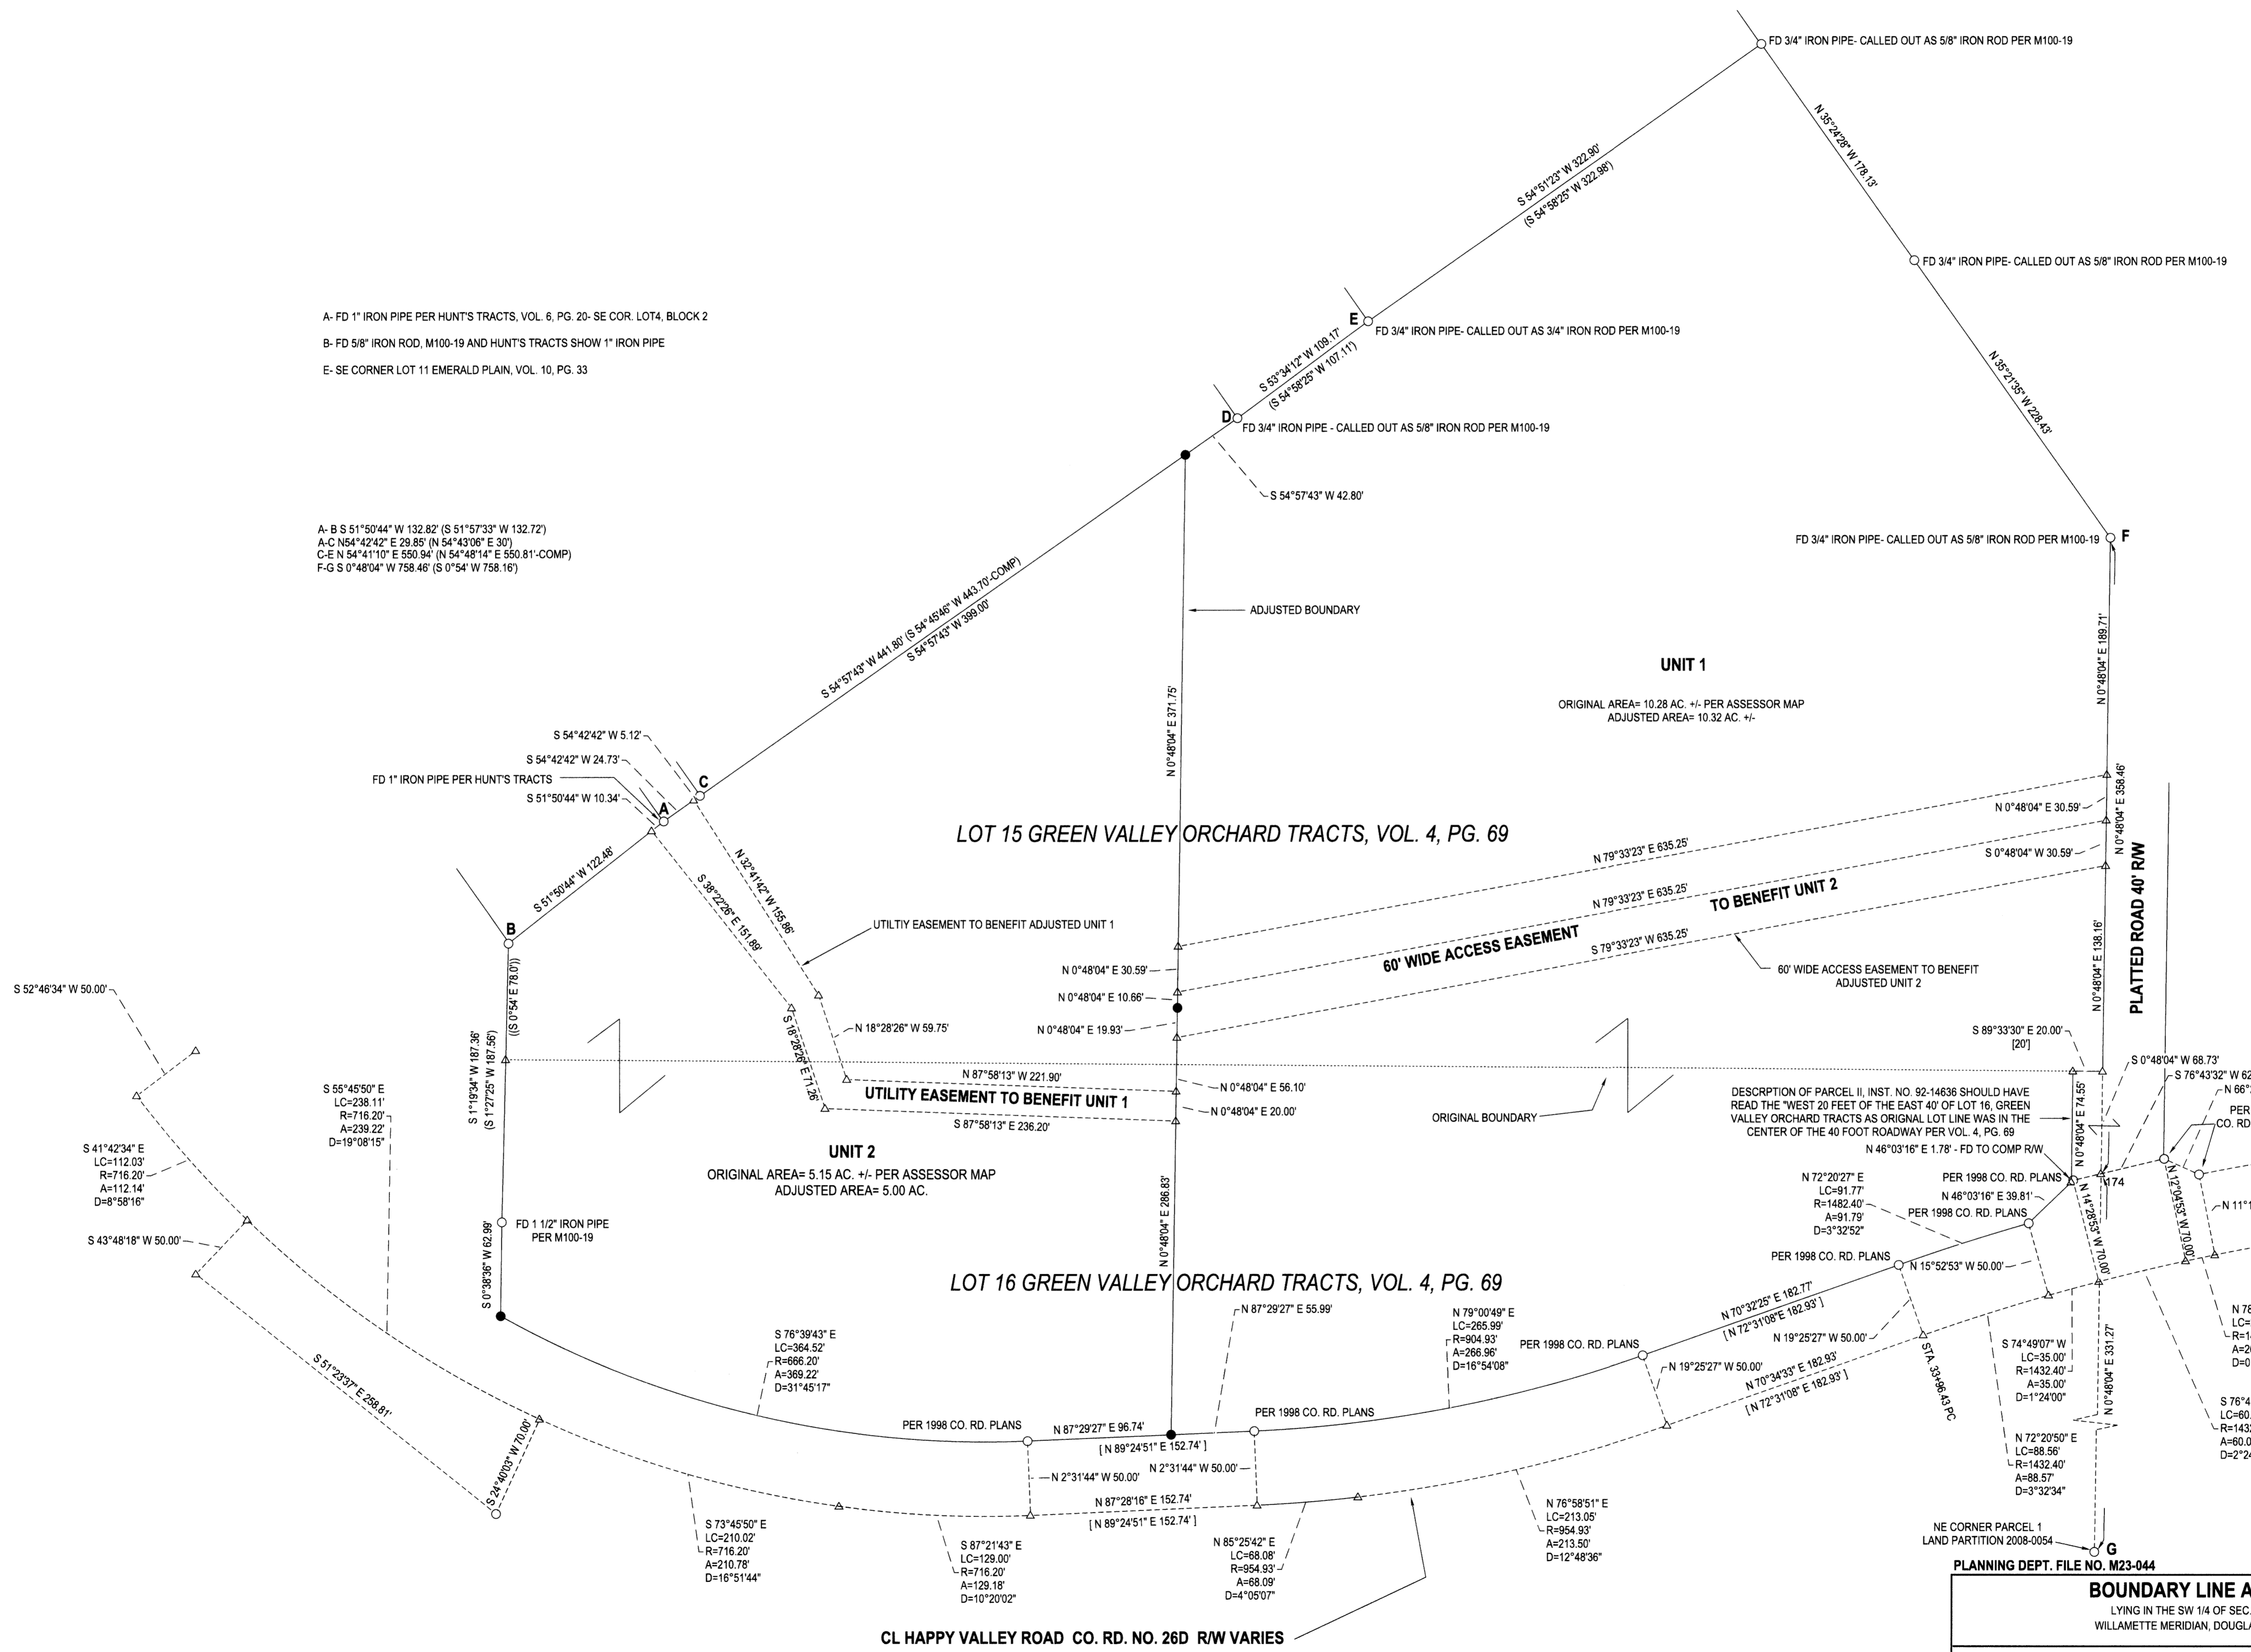 FD 3/4" IRON PIPE- CALLED OUT AS 5/8" IRON ROD PER M100-19
N 35°24'28" W 178.13'
S 54°51'23" W 322.90'
(S 54°58'25" W 322.98')
FD 3/4" IRON PIPE- CALLED OUT AS 5/8" IRON ROD PER M100-19
A- FD 1" IRON PIPE PER HUNT'S TRACTS, VOL. 6, PG. 20- SE COR. LOT4, BLOCK 2
B- FD 5/8" IRON ROD, M100-19 AND HUNT'S TRACTS SHOW 1" IRON PIPE
E- SE CORNER LOT 11 EMERALD PLAIN, VOL. 10, PG. 33
E
FD 3/4" IRON PIPE- CALLED OUT AS 3/4" IRON ROD PER M100-19
S 53°34'12" W 109.17'
(S 54°58'25" W 107.11')
N 35°21'35" W 228.43'
D
FD 3/4" IRON PIPE - CALLED OUT AS 5/8" IRON ROD PER M100-19
S 54°57'43" W 42.80'
A- B S 51°50'44" W 132.82' (S 51°57'33" W 132.72')
A-C N54°42'42" E 29.85' (N 54°43'06" E 30')
C-E N 54°41'10" E 550.94' (N 54°48'14" E 550.81'-COMP)
F-G S 0°48'04" W 758.46' (S 0°54' W 758.16')
FD 3/4" IRON PIPE- CALLED OUT AS 5/8" IRON ROD PER M100-19
F
S 54°57'43" W 441.80' (S 54°45'46" W 443.70'-COMP)
S 54°57'43" W 399.00'
ADJUSTED BOUNDARY
N 0°48'04" E 371.75'
UNIT 1
ORIGINAL AREA= 10.28 AC. +/- PER ASSESSOR MAP
ADJUSTED AREA= 10.32 AC. +/-
N 0°48'04" E 189.71'
S 54°42'42" W 5.12'
S 54°42'42" W 24.73'
FD 1" IRON PIPE PER HUNT'S TRACTS
S 51°50'44" W 10.34'
C
A
N 0°48'04" E 30.59'
N 0°48'04" E 358.46'
S 0°48'04" W 30.59'
LOT 15 GREEN VALLEY ORCHARD TRACTS, VOL. 4, PG. 69
N 79°33'23" E 635.25'
N 79°33'23" E 635.25'
TO BENEFIT UNIT 2
60' WIDE ACCESS EASEMENT
S 79°33'23" W 635.25'
60' WIDE ACCESS EASEMENT TO BENEFIT
ADJUSTED UNIT 2
PLATTED ROAD 40' R/W
N 0°48'04" E 138.16'
S 51°50'44" W 122.48'
B
N 32°41'42" W 155.86'
S 38°22'26" E 151.89'
UTILTIY EASEMENT TO BENEFIT ADJUSTED UNIT 1
N 0°48'04" E 30.59'
N 0°48'04" E 10.66'
N 0°48'04" E 19.93'
((S 0°54' E 78.0'))
S 52°46'34" W 50.00'
N 18°28'26" W 59.75'
S 18°28'26" E 71.26'
S 1°19'34" W 187.36'
(S 1°27'25" W 187.56')
N 87°58'13" W 221.90'
UTILITY EASEMENT TO BENEFIT UNIT 1
S 87°58'13" E 236.20'
N 0°48'04" E 56.10'
N 0°48'04" E 20.00'
ORIGINAL BOUNDARY
S 89°33'30" E 20.00'
[20']
S 0°48'04" W 68.73'
S 76°43'32" W 62
N 66°
PER
CO. RD
DESCRPTION OF PARCEL II, INST. NO. 92-14636 SHOULD HAVE
READ THE "WEST 20 FEET OF THE EAST 40' OF LOT 16, GREEN
VALLEY ORCHARD TRACTS AS ORIGNAL LOT LINE WAS IN THE
CENTER OF THE 40 FOOT ROADWAY PER VOL. 4, PG. 69
N 0°48'04" E 74.55'
N 46°03'16" E 1.78' - FD TO COMP R/W
PER 1998 CO. RD. PLANS
174
N 46°03'16" E 39.81'
PER 1998 CO. RD. PLANS
N 14°28'53" W 70.00'
N 12°04'53" W 70.00'
N 11°1
S 55°45'50" E
LC=238.11'
R=716.20'
A=239.22'
D=19°08'15"
S 41°42'34" E
LC=112.03'
R=716.20'
A=112.14'
D=8°58'16"
S 43°48'18" W 50.00'
UNIT 2
ORIGINAL AREA= 5.15 AC. +/- PER ASSESSOR MAP
ADJUSTED AREA= 5.00 AC.
FD 1 1/2" IRON PIPE
PER M100-19
S 0°38'36" W 62.99'
N 0°48'04" E 286.83'
N 72°20'27" E
LC=91.77'
R=1482.40'
A=91.79'
D=3°32'52"
PER 1998 CO. RD. PLANS
N 15°52'53" W 50.00'
LOT 16 GREEN VALLEY ORCHARD TRACTS, VOL. 4, PG. 69
N 87°29'27" E 55.99'
N 79°00'49" E
LC=265.99'
R=904.93'
A=266.96'
D=16°54'08"
N 70°32'25" E 182.77'
[ N 72°31'08"E 182.93' ]
PER 1998 CO. RD. PLANS
N 19°25'27" W 50.00'
N 19°25'27" W 50.00'
N 70°34'33" E 182.93'
[ N 72°31'08" E 182.93' ]
STA. 33+96.43 PC
S 74°49'07" W
LC=35.00'
R=1432.40'
A=35.00'
D=1°24'00"
N 0°48'04" E 331.27'
N 78
LC=
R=1
A=2
D=0
S 76°39'43" E
LC=364.52'
R=666.20'
A=369.22'
D=31°45'17"
S 51°23'37" E 258.81'
S 24°40'03" W 70.00'
PER 1998 CO. RD. PLANS
N 87°29'27" E 96.74'
[ N 89°24'51" E 152.74' ]
PER 1998 CO. RD. PLANS
N 2°31'44" W 50.00'
N 2°31'44" W 50.00'
N 87°28'16" E 152.74'
[ N 89°24'51" E 152.74' ]
N 72°20'50" E
LC=88.56'
R=1432.40'
A=88.57'
D=3°32'34"
S 76°4
LC=60.
R=1432
A=60.0
D=2°24
S 73°45'50" E
LC=210.02'
R=716.20'
A=210.78'
D=16°51'44"
S 87°21'43" E
LC=129.00'
R=716.20'
A=129.18'
D=10°20'02"
N 85°25'42" E
LC=68.08'
R=954.93'
A=68.09'
D=4°05'07"
N 76°58'51" E
LC=213.05'
R=954.93'
A=213.50'
D=12°48'36"
NE CORNER PARCEL 1
LAND PARTITION 2008-0054
G
PLANNING DEPT. FILE NO. M23-044
BOUNDARY LINE A
LYING IN THE SW 1/4 OF SEC.
WILLAMETTE MERIDIAN, DOUGLA
CL HAPPY VALLEY ROAD CO. RD. NO. 26D R/W VARIES